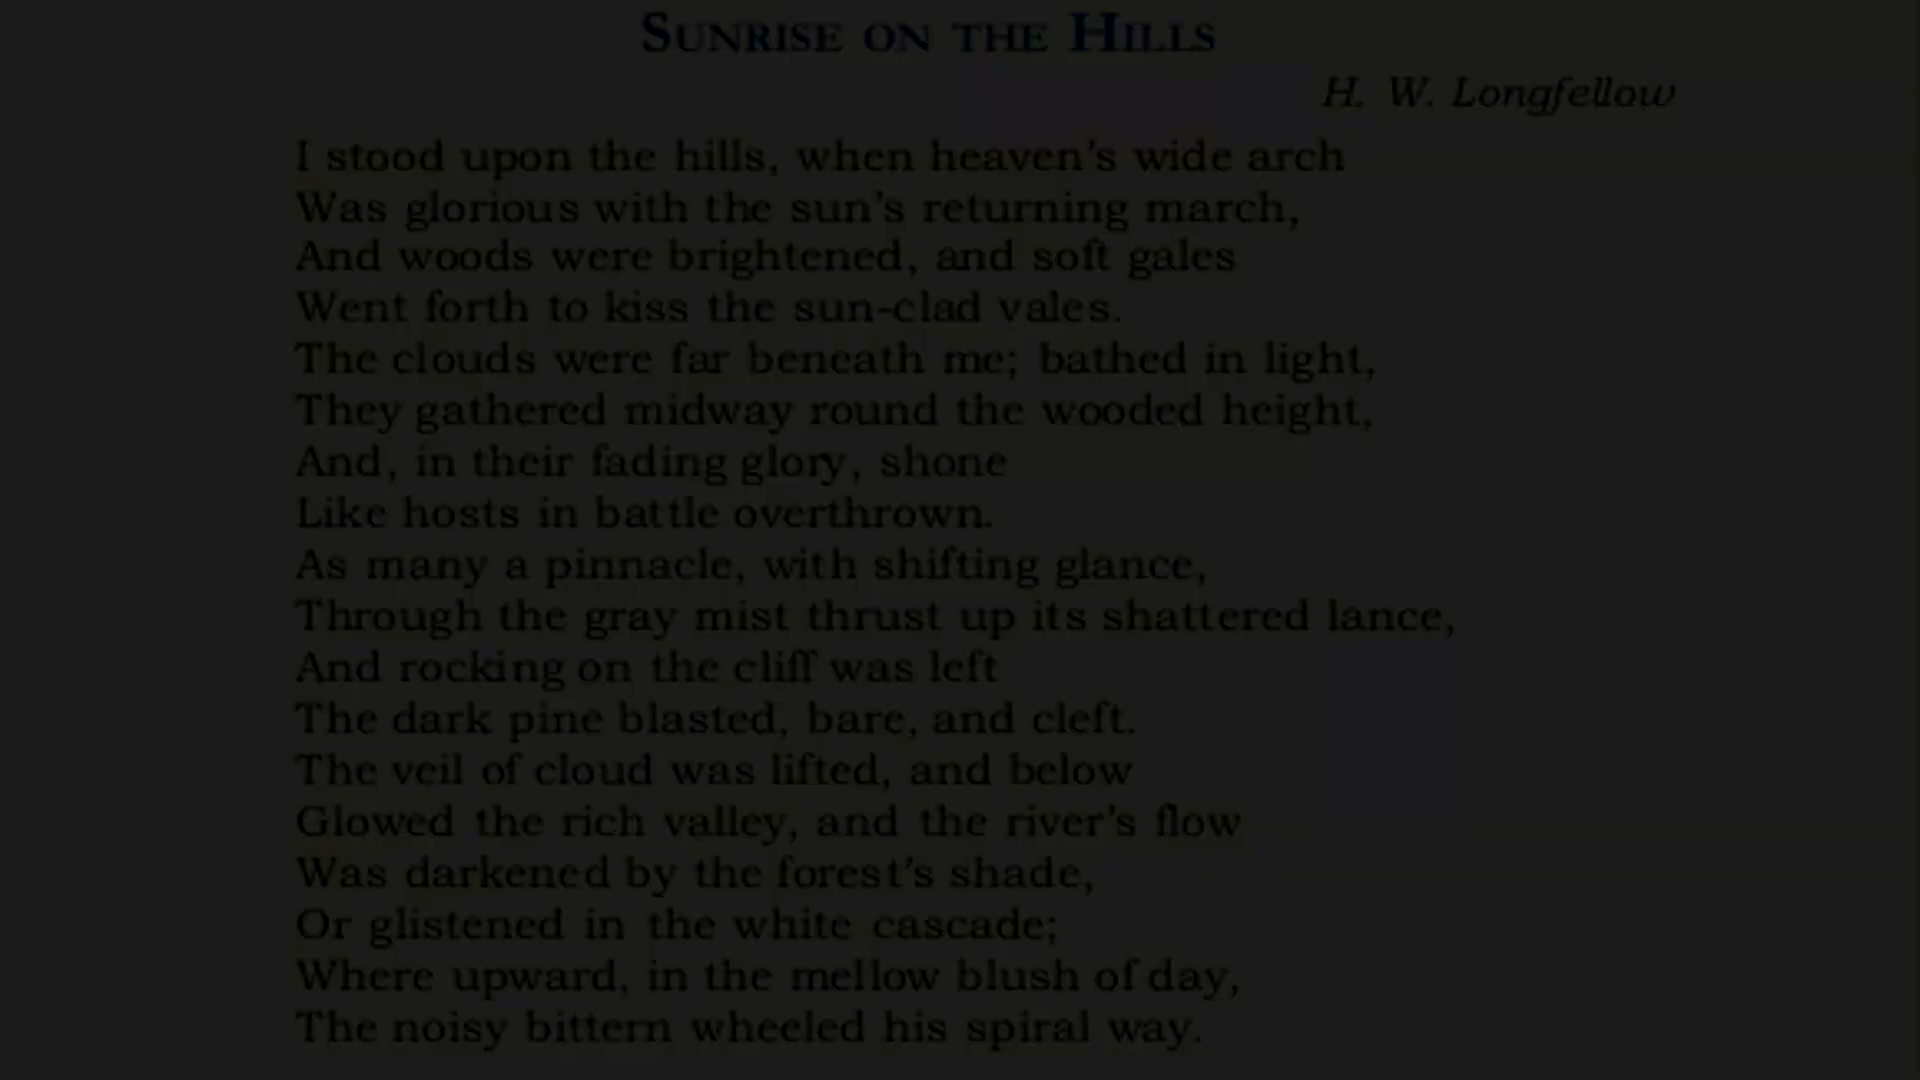 Sunrise on the Hills
H. W. Longfellow
I stood upon the hills, when heaven's wide arch
Was glorious with the sun's returning march,
And woods were brightened, and soft gales
Went forth to kiss the sun-clad vales.
The clouds were far beneath me; bathed in light,
They gathered midway round the wooded height,
And, in their fading glory, shone
Like hosts in battle overthrown.
As many a pinnacle, with shifting glance,
Through the gray mist thrust up its shattered lance,
And rocking on the cliff was left
The dark pine blasted, bare, and cleft.
The veil of cloud was lifted, and below
Glowed the rich valley, and the river's flow
Was darkened by the forest's shade,
Or glistened in the white cascade;
Where upward, in the mellow blush of day,
The noisy bittern wheeled his spiral way.